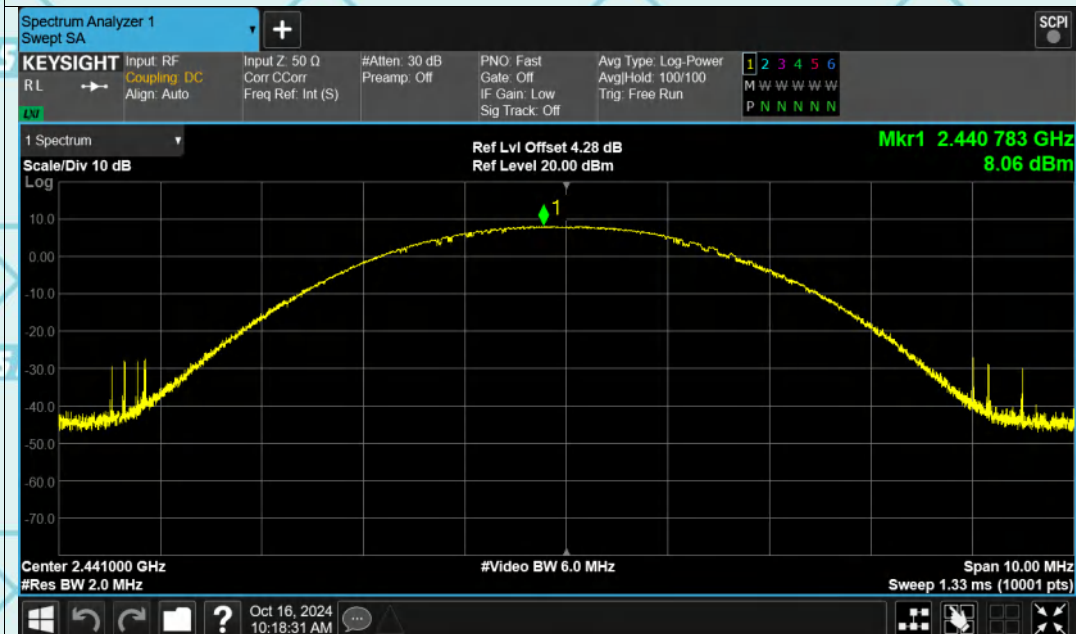 Spectrum Analyzer 1
Swept SA
+
SCPI
KEYSIGHT
R L
LXI
Input: RF
Coupling: DC
Align: Auto
Input Z: 50 Ω
Corr CCorr
Freq Ref: Int (S)
#Atten: 30 dB
Preamp: Off
PNO: Fast
Gate: Off
IF Gain: Low
Sig Track: Off
Avg Type: Log-Power
Avg|Hold: 100/100
Trig: Free Run
1 2 3 4 5 6
M W W W W W
P N N N N N
1 Spectrum
Scale/Div 10 dB
Log
Ref Lvl Offset 4.28 dB
Ref Level 20.00 dBm
Mkr1 2.440 783 GHz
8.06 dBm
1
10.0
0.00
-10.0
-20.0
-30.0
-40.0
-50.0
-60.0
-70.0
Center 2.441000 GHz
#Video BW 6.0 MHz
Span 10.00 MHz
#Res BW 2.0 MHz
Sweep 1.33 ms (10001 pts)
?
Oct 16, 2024
10:18:31 AM